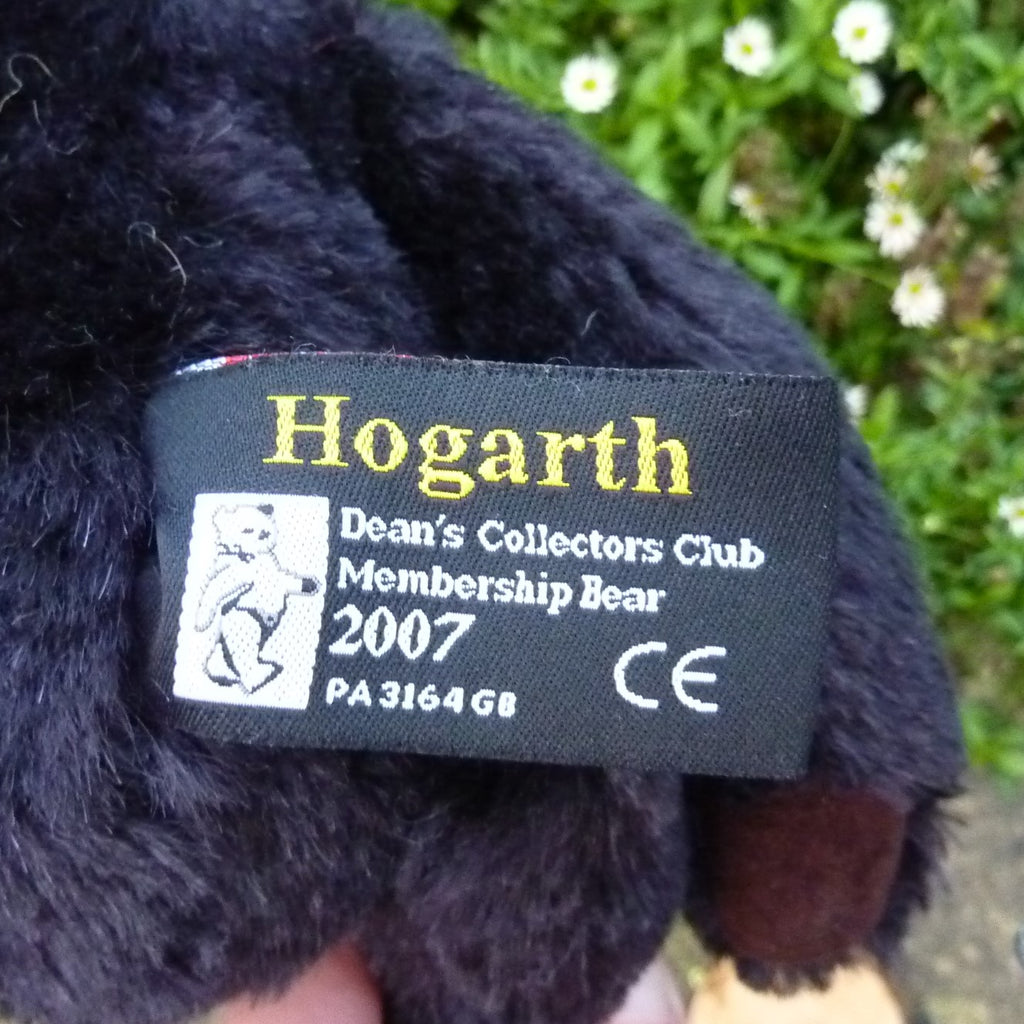 Hogarth
Dean's Collectors Club
Membership Bear
2007
PA 3164 GB
CE